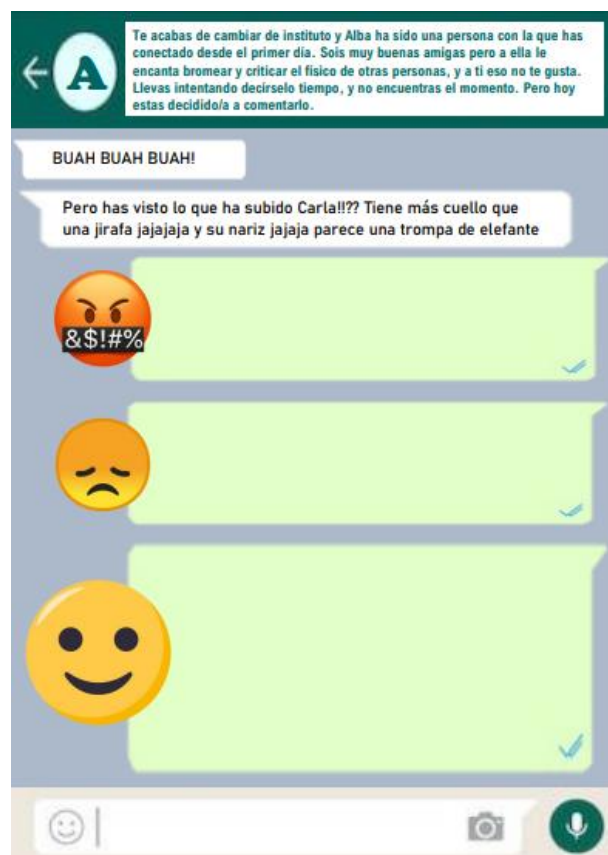 Te acabas de cambiar de instituto y Alba ha sido una persona con la que has
conectado desde el primer día. Sois muy buenas amigas pero a ella le
encanta bromear y criticar el físico de otras personas, y a ti eso no te gusta.
Llevas intentando decírselo tiempo, y no encuentras el momento. Pero hoy
estas decidido/a a comentarlo.
A
BUAH BUAH BUAH!
Pero has visto lo que ha subido Carla!!?? Tiene más cuello que
una jirafa jajajaja y su nariz jajaja parece una trompa de elefante
&$!#%